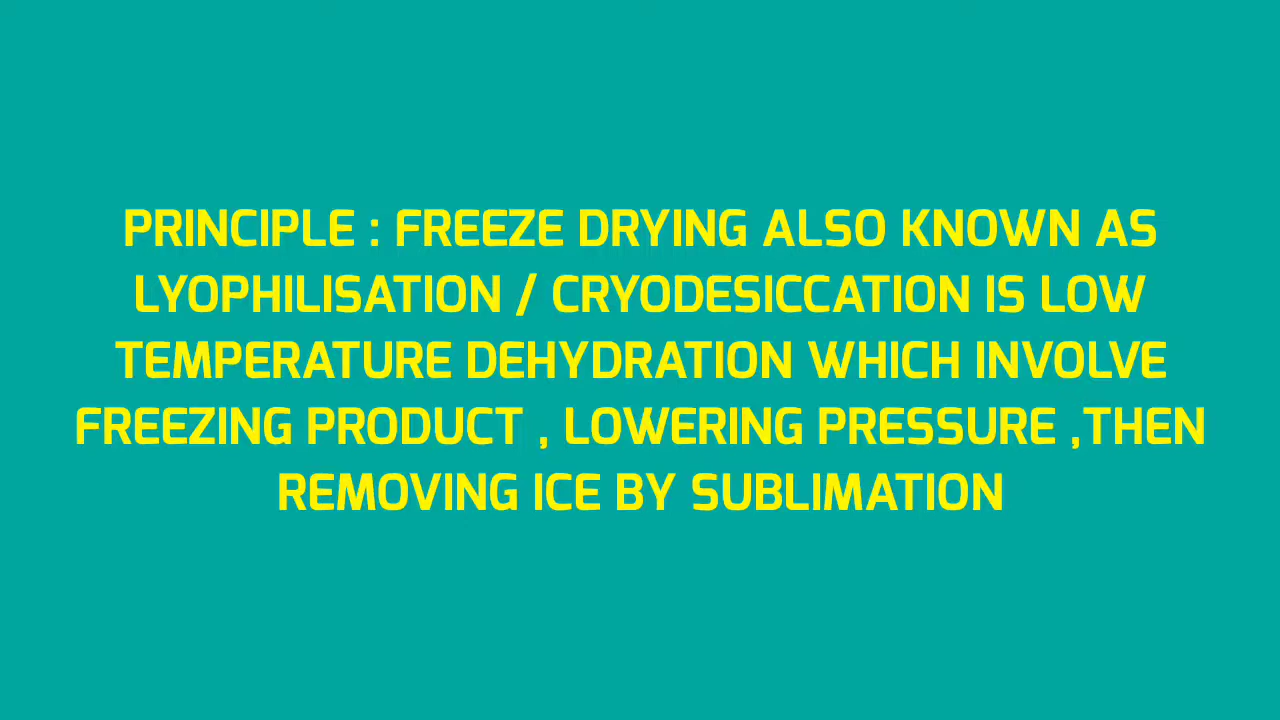 PRINCIPLE : FREEZE DRYING ALSO KNOWN AS
LYOPHILISATION / CRYODESICCATION IS LOW
TEMPERATURE DEHYDRATION WHICH INVOLVE
FREEZING PRODUCT , LOWERING PRESSURE ,THEN
REMOVING ICE BY SUBLIMATION